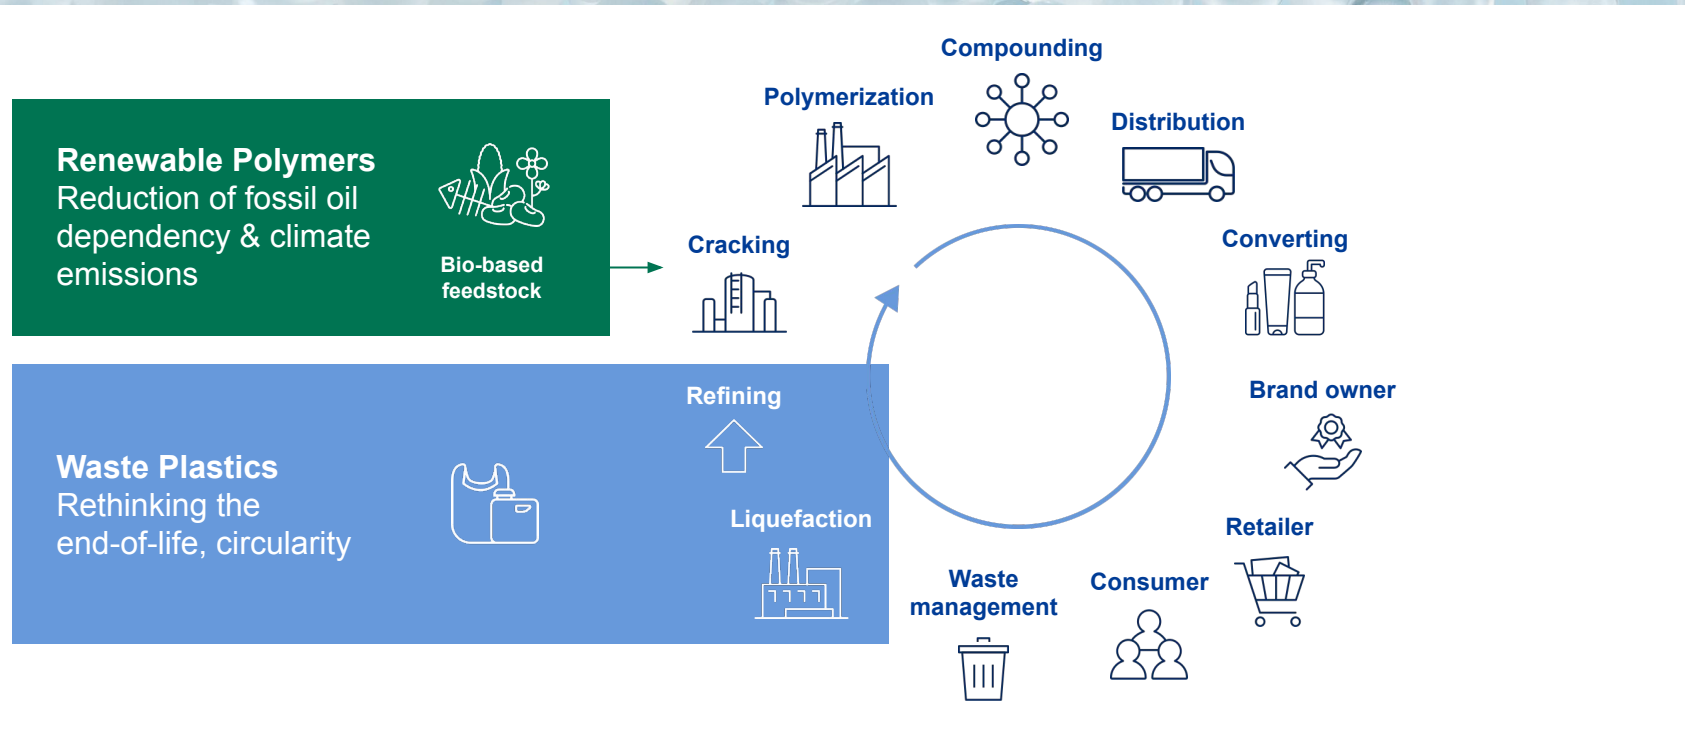 Renewable Polymers
Reduction of fossil oil
dependency & climate
emissions
Bio-based
feedstock
Waste Plastics
Rethinking the
end-of-life, circularity
Cracking
Polymerization
Compounding
Distribution
Converting
Brand owner
Retailer
Consumer
Waste
management
Liquefaction
Refining